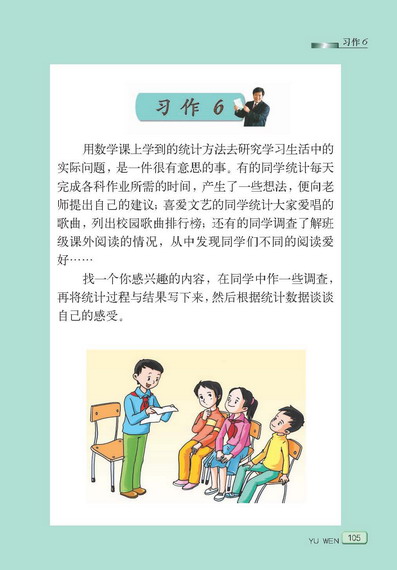 习作6
习作6
用数学课上学到的统计方法去研究学习生活中的
实际问题，是一件很有意思的事。有的同学统计每天
完成各科作业所需的时间，产生了一些想法，便向老
师提出自己的建议；喜爱文艺的同学统计大家爱唱的
歌曲，列出校园歌曲排行榜；还有的同学调查了解班
级课外阅读的情况，从中发现同学们不同的阅读爱
好……
找一个你感兴趣的内容，在同学中作一些调查，
再将统计过程与结果写下来，然后根据统计数据谈谈
自己的感受。
YU WEN 105